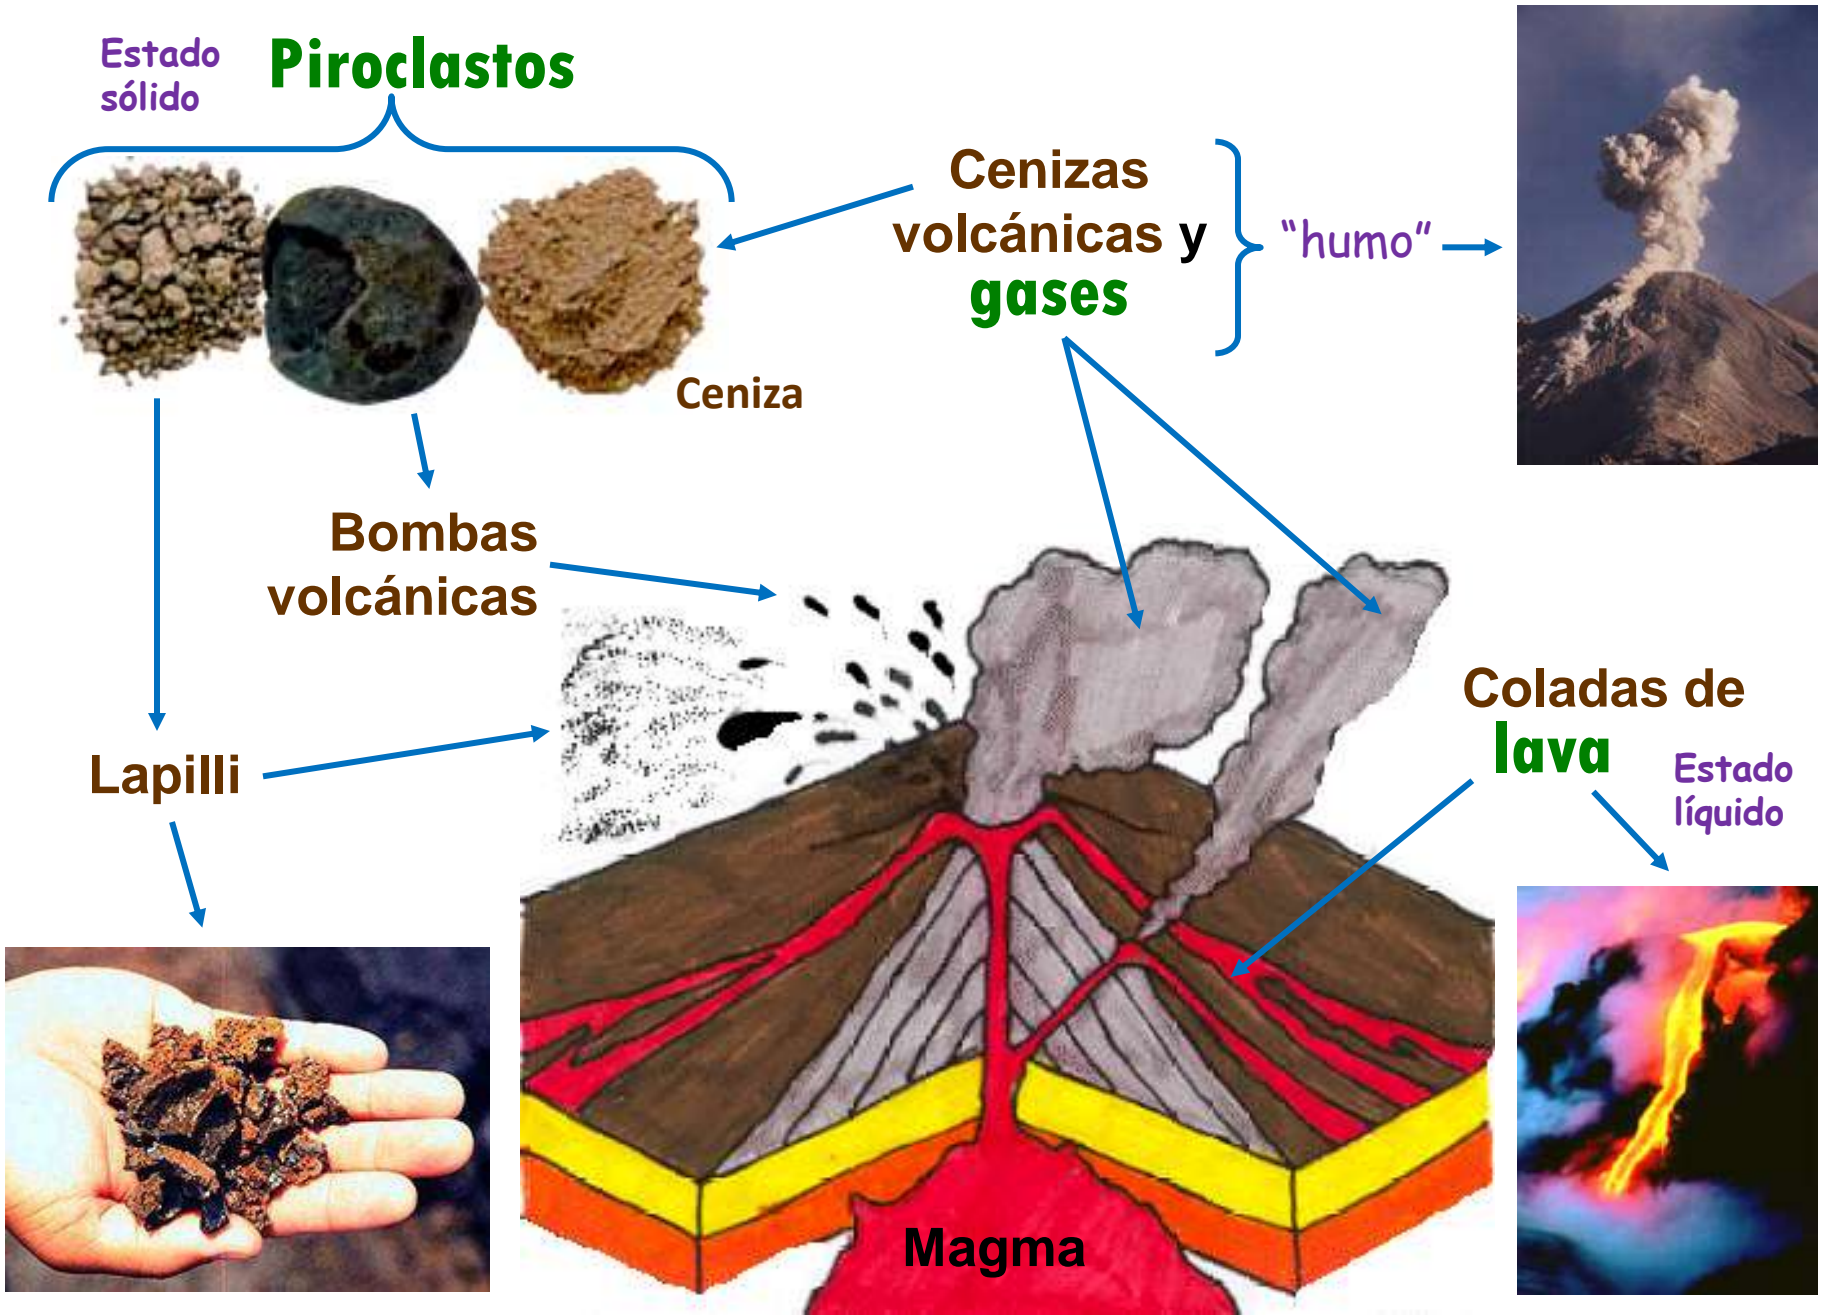 Estado
sólido
Piroclastos
Cenizas
volcánicas y
gases
“humo”
Ceniza
Bombas
volcánicas
Lapilli
Coladas de
lava
Estado
líquido
Magma